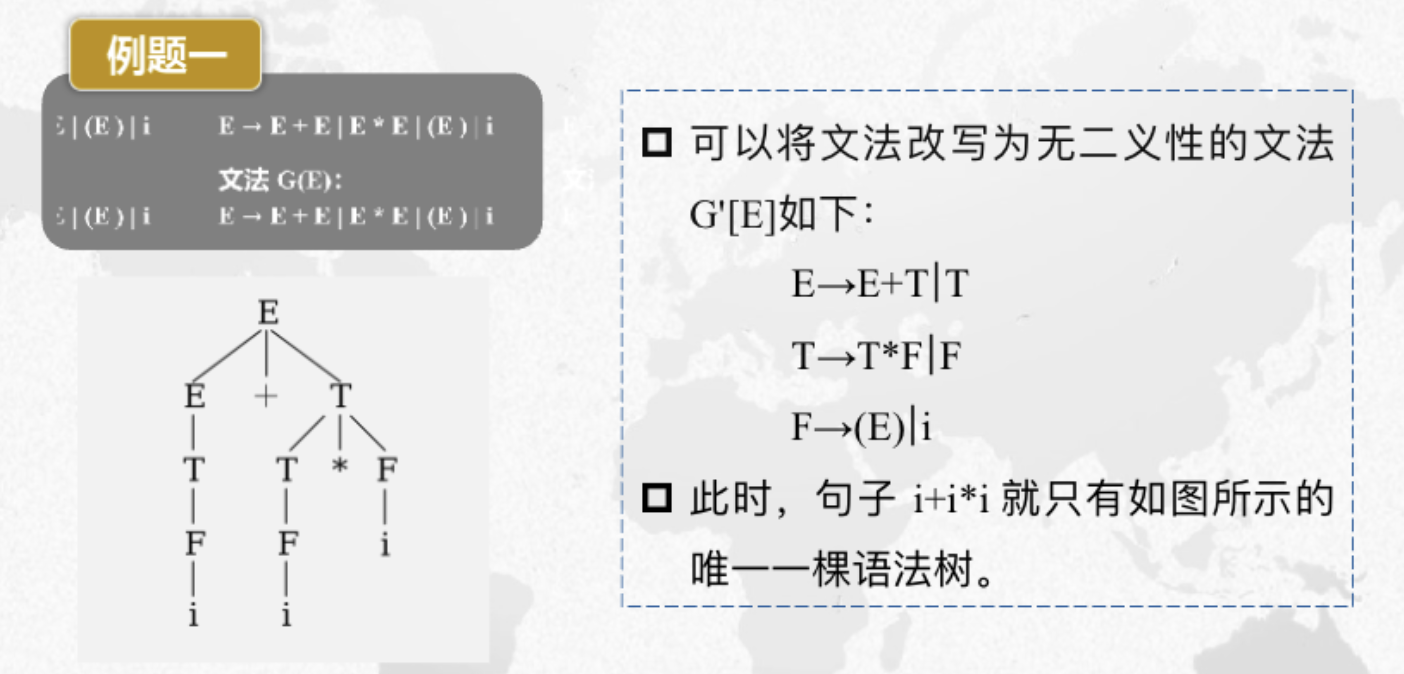 例题一
E|(E)|i E→E+E|E*E|(E)|i
文法 G(E):
E|(E)|i E→E+E|E*E|(E)|i
E
E + T
T T * F
F F i
i i
可以将文法改写为无二义性的文法
G'[E]如下:
E→E+T|T
T→T*F|F
F→(E)|i
此时，句子 i+i*i 就只有如图所示的
唯一一棵语法树。